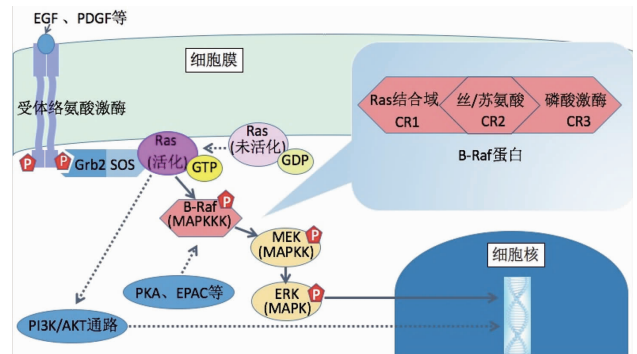 EGF 、PDGF等
细胞膜
受体络氨酸激酶
P
P
Grb2 SOS
Ras
(活化)
GTP
Ras
(未活化)
GDP
Ras结合域
CR1
丝/苏氨酸
CR2
磷酸激酶
CR3
B-Raf蛋白
B-Raf
(MAPKKK)
P
MEK
(MAPKK)
P
ERK
(MAPK)
P
PKA、EPAC等
PI3K/AKT通路
细胞核